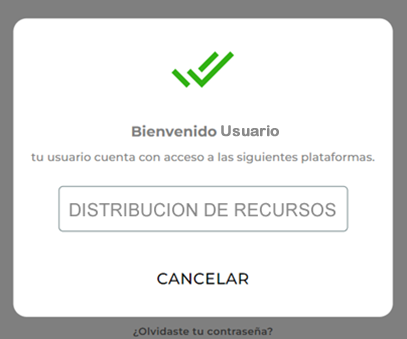 Bienvenido Usuario
tu usuario cuenta con acceso a las siguientes plataformas.
DISTRIBUCION DE RECURSOS
CANCELAR
¿Olvidaste tu contraseña?